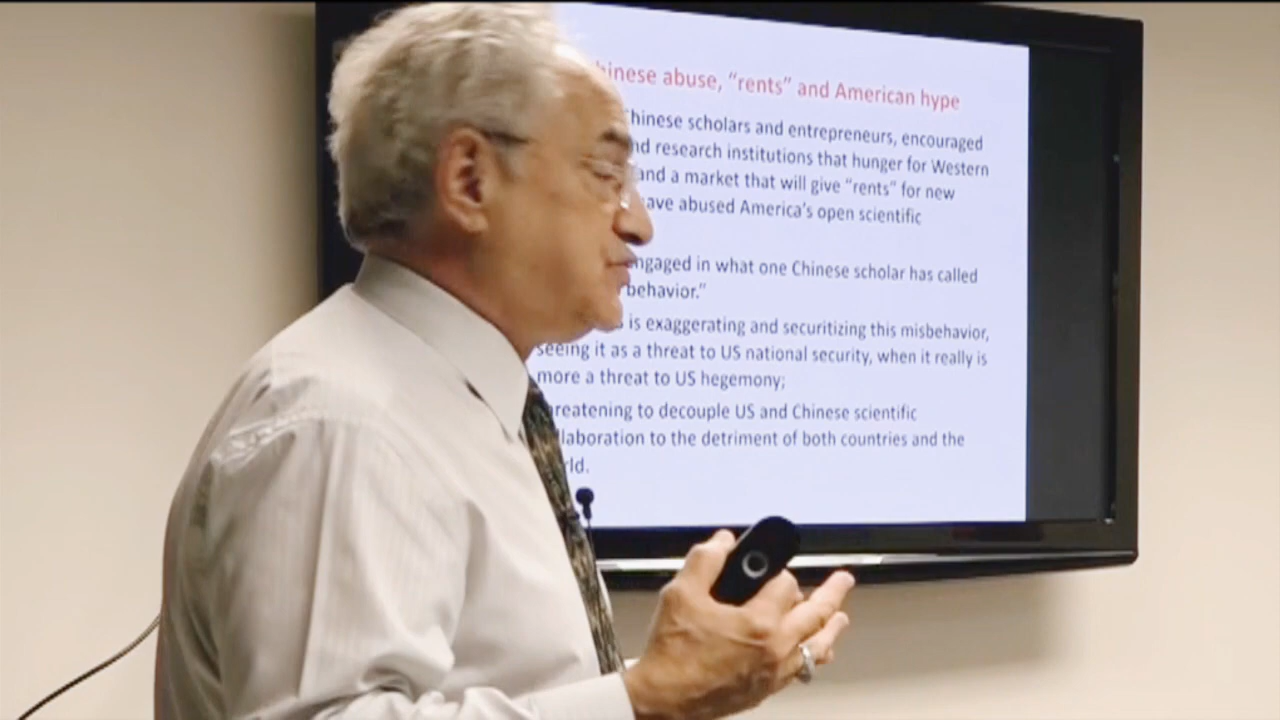 hinese abuse, “rents” and American hype
hinese scholars and entrepreneurs, encouraged
nd research institutions that hunger for Western
and a market that will give “rents” for new
ave abused America’s open scientific
ngaged in what one Chinese scholar has called
behavior.”
is exaggerating and securitizing this misbehavior,
seeing it as a threat to US national security, when it really is
more a threat to US hegemony;
reatening to decouple US and Chinese scientific
laboration to the detriment of both countries and the
rld.